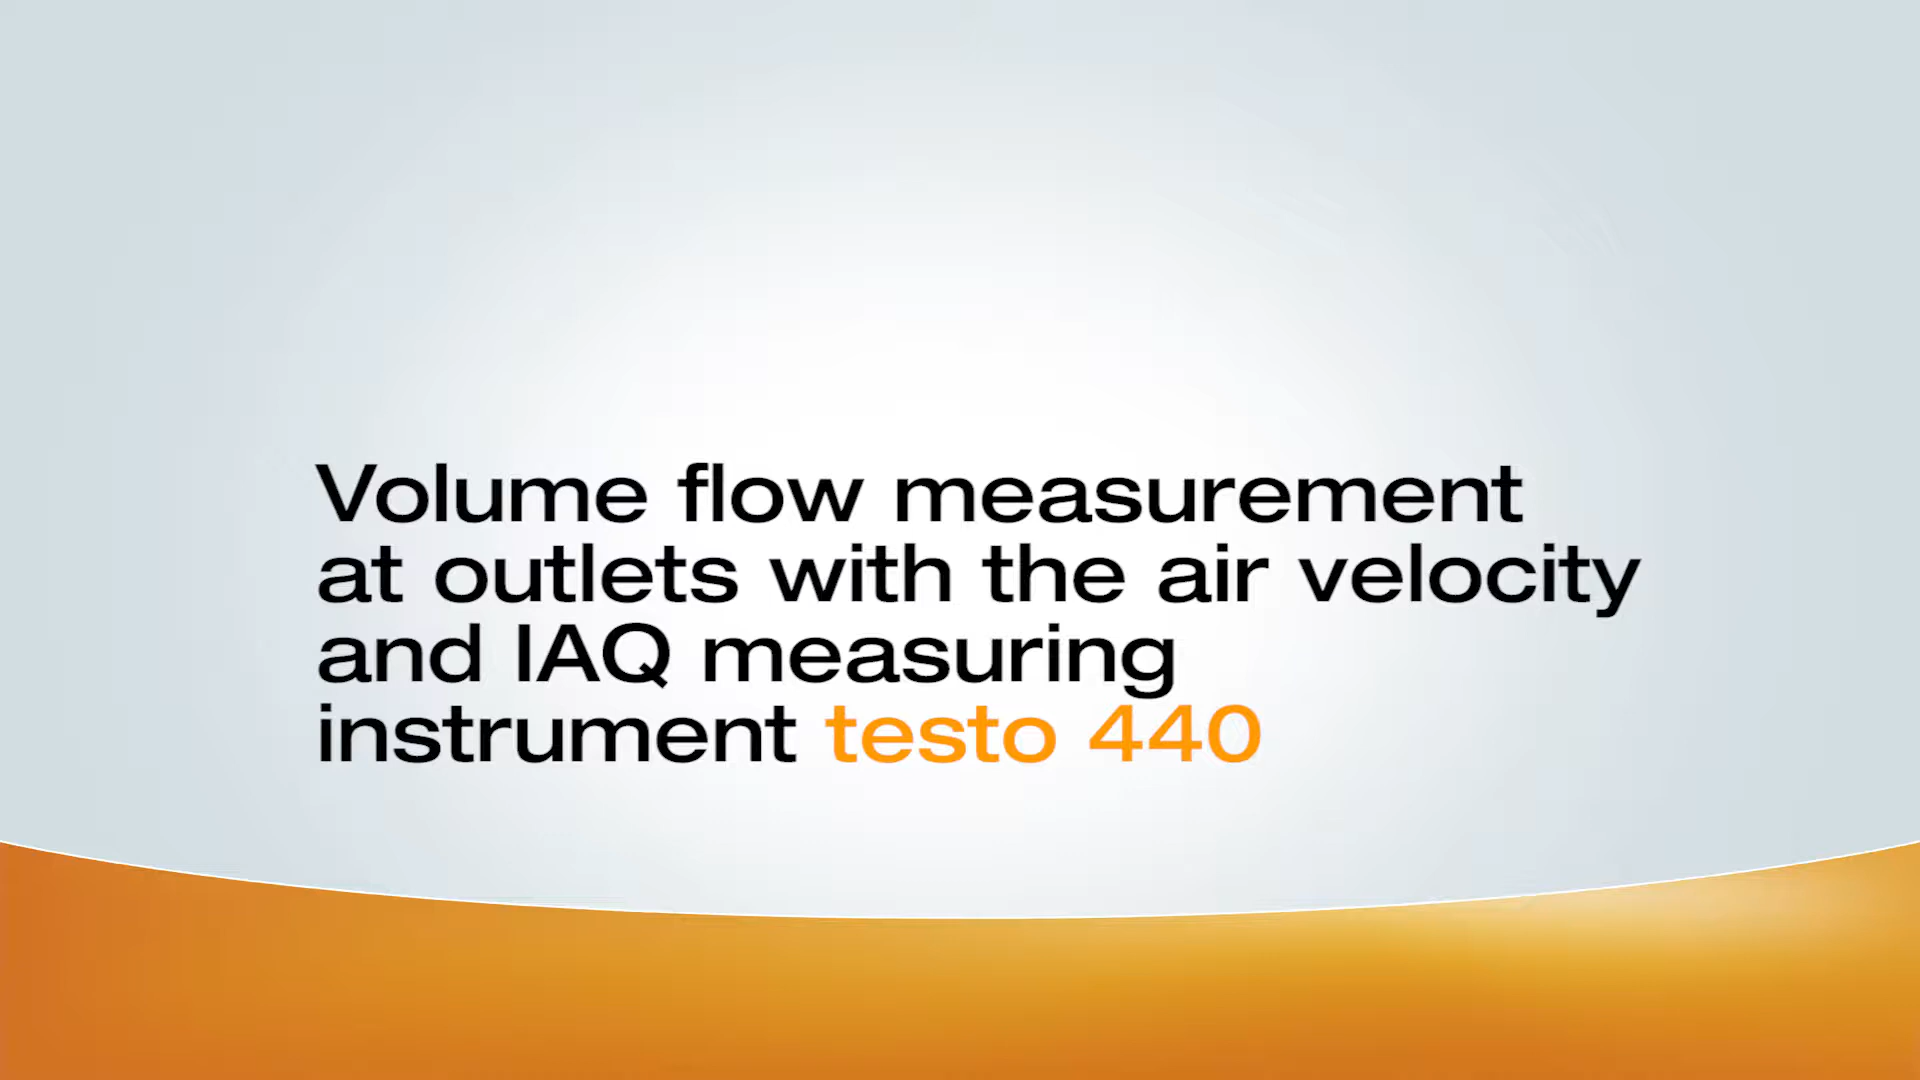 Volume flow measurement
at outlets with the air velocity
and IAQ measuring
instrument testo 440